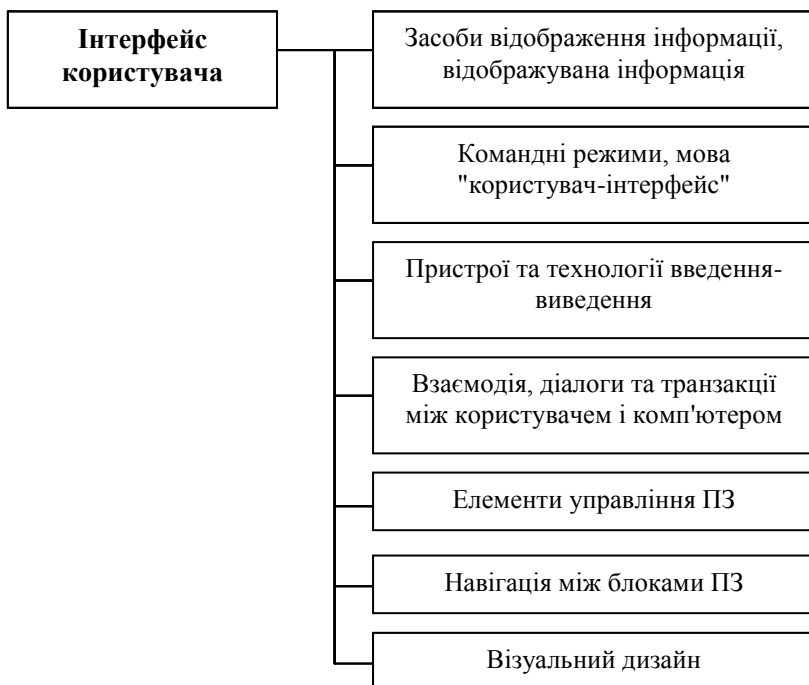 Інтерфейс
користувача
Засоби відображення інформації,
відображувана інформація
Командні режими, мова
"користувач-інтерфейс"
Пристрої та технології введення-
виведення
Взаємодія, діалоги та транзакції
між користувачем і комп'ютером
Елементи управління ПЗ
Навігація між блоками ПЗ
Візуальний дизайн